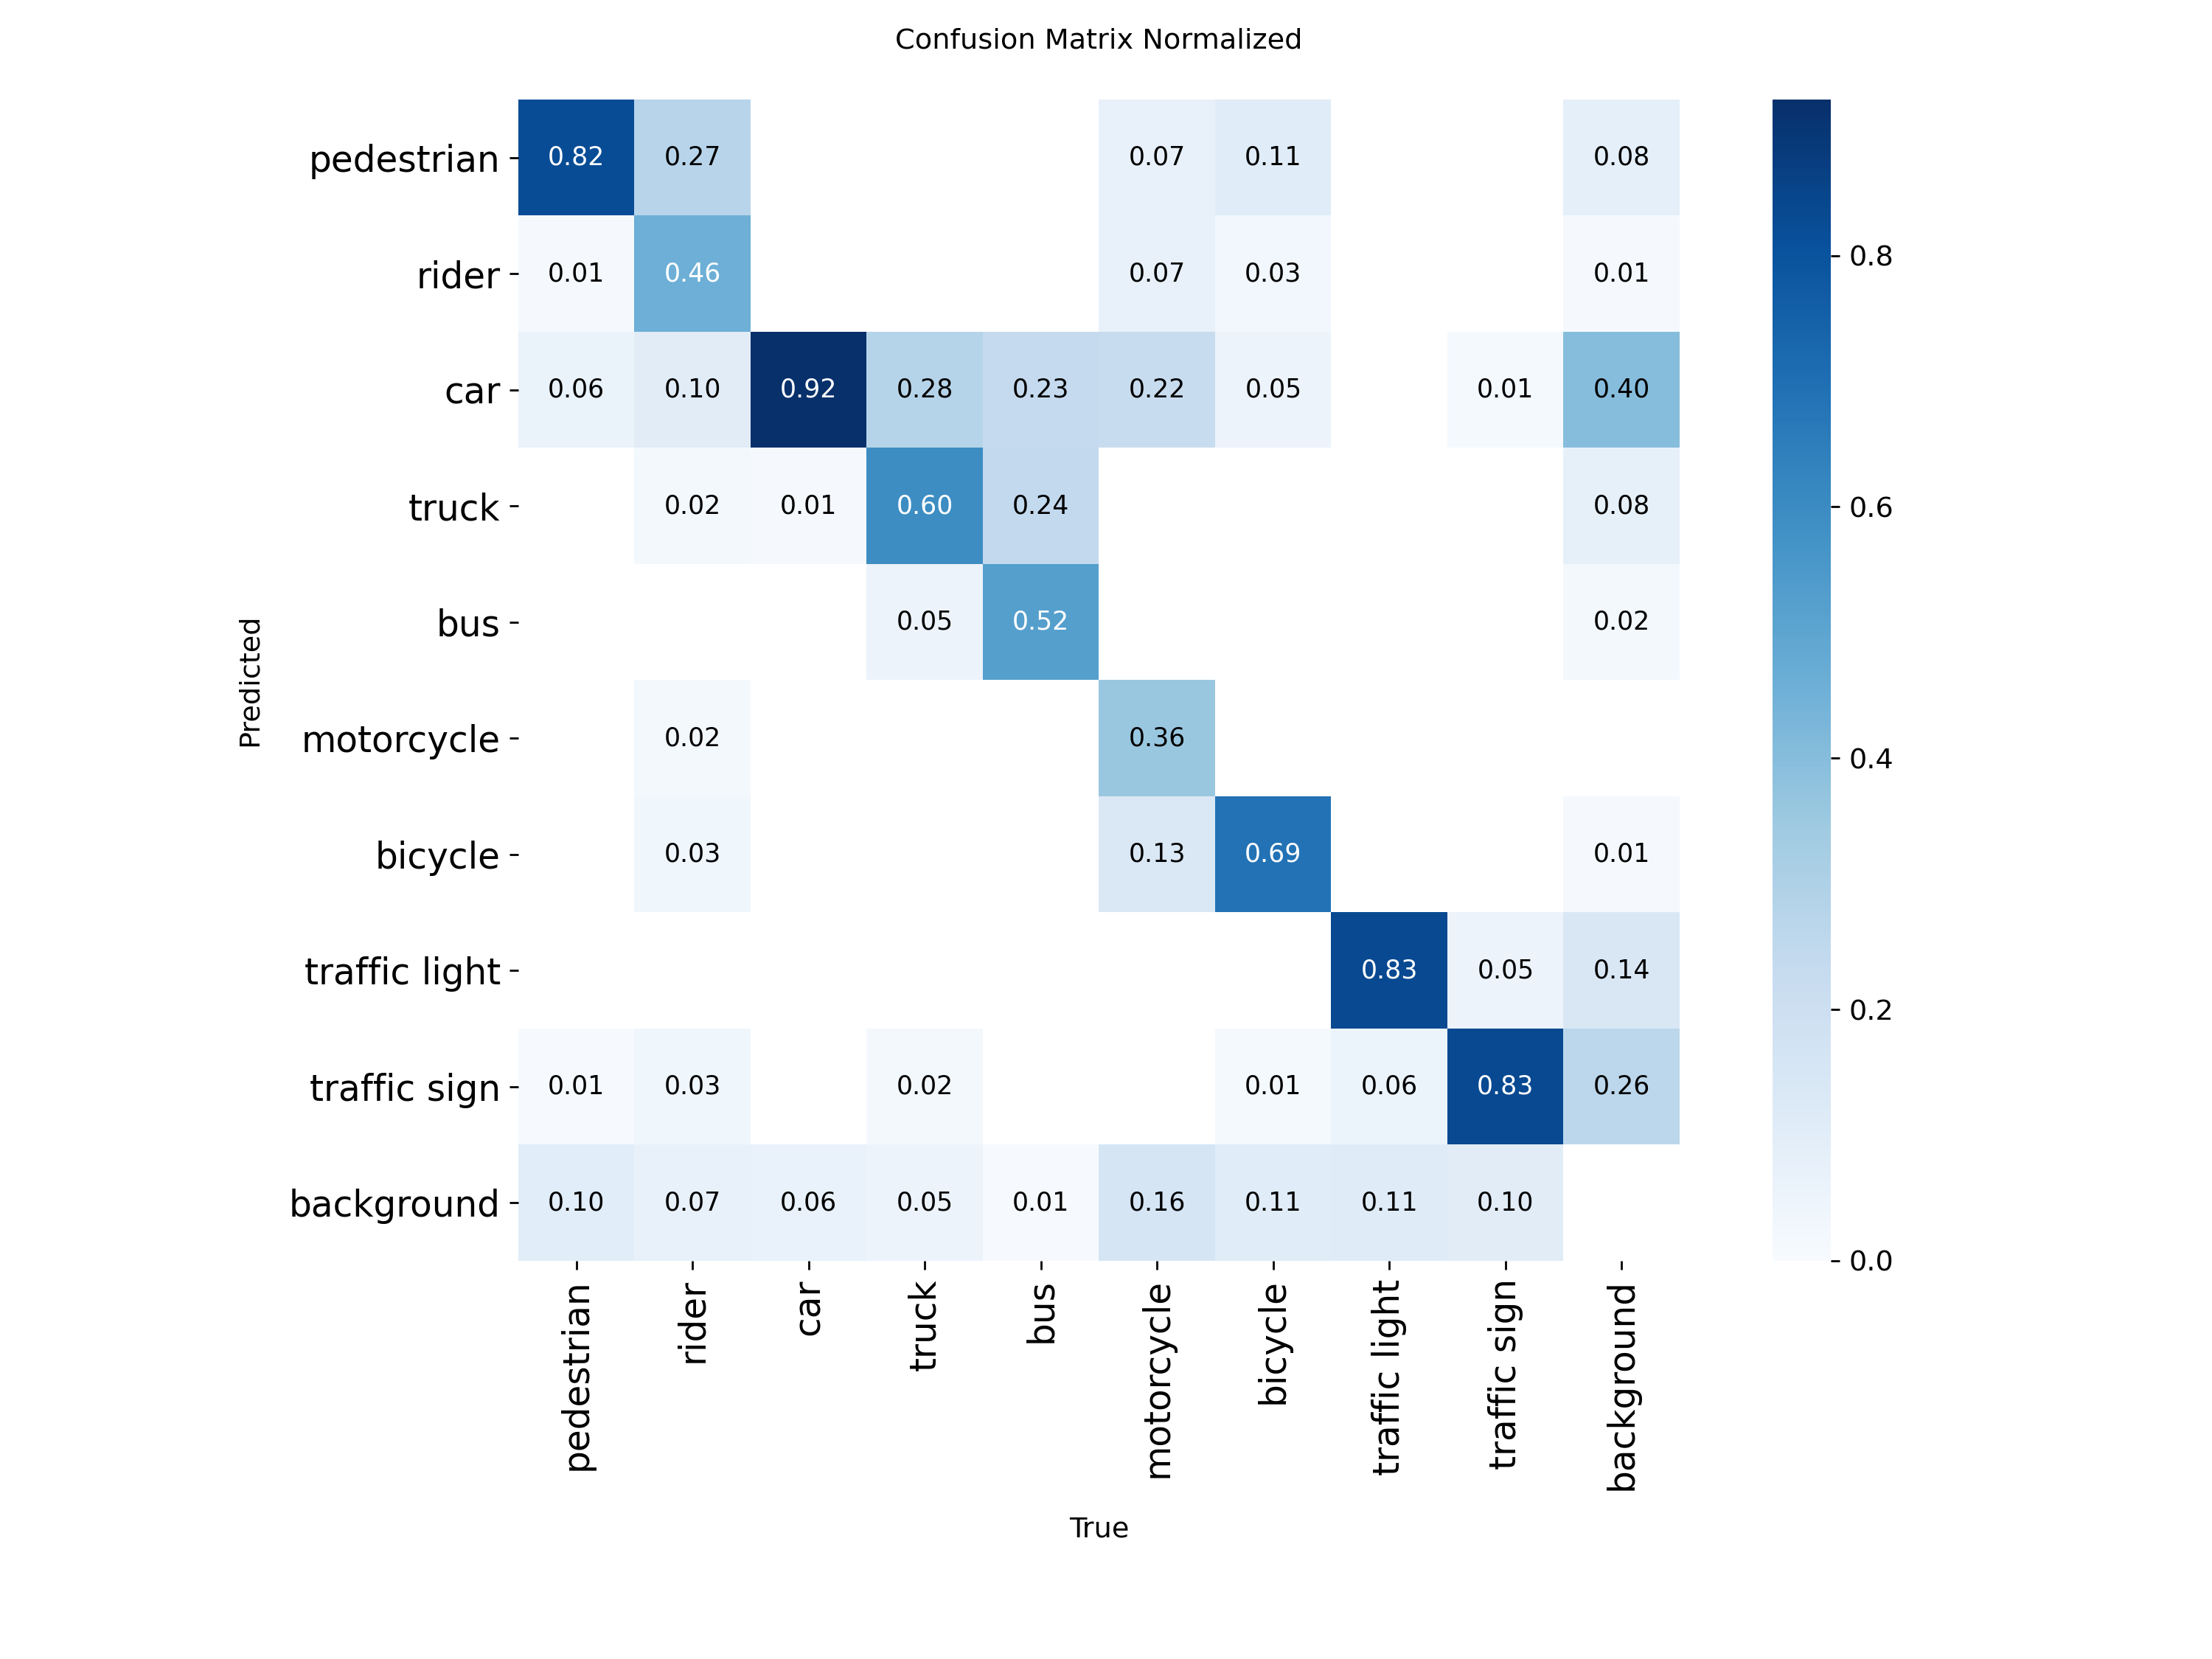 Confusion Matrix Normalized
pedestrian 0.82 0.27 0.07 0.11 0.08
rider 0.01 0.46 0.07 0.03 0.01
car 0.06 0.10 0.92 0.28 0.23 0.22 0.05 0.01 0.40
truck 0.02 0.01 0.60 0.24 0.08
bus 0.05 0.52 0.02
motorcycle 0.02 0.36
bicycle 0.03 0.13 0.69 0.01
traffic light 0.83 0.05 0.14
traffic sign 0.01 0.03 0.02 0.01 0.06 0.83 0.26
background 0.10 0.07 0.06 0.05 0.01 0.16 0.11 0.11 0.10
Predicted
pedestrian
rider
car
truck
bus
motorcycle
bicycle
traffic light
traffic sign
background
True
0.8
0.6
0.4
0.2
0.0